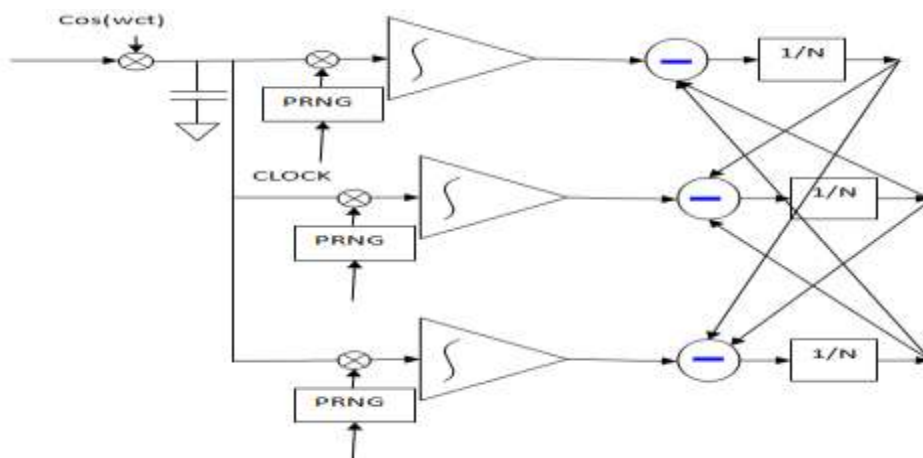 Cos(wct)
1/N
PRNG
CLOCK
1/N
PRNG
1/N
PRNG